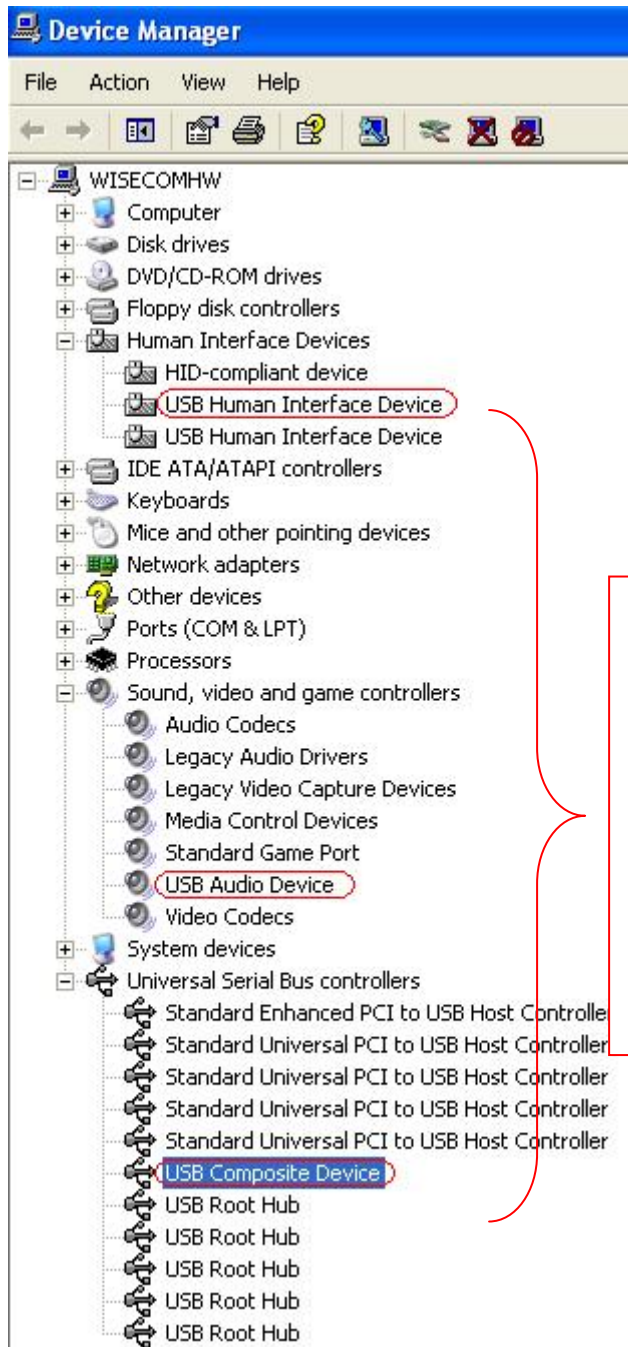 Device Manager
File Action View Help
WISECOMHW
Computer
Disk drives
DVD/CD-ROM drives
Floppy disk controllers
Human Interface Devices
HID-compliant device
USB Human Interface Device
USB Human Interface Device
IDE ATA/ATAPI controllers
Keyboards
Mice and other pointing devices
Network adapters
Other devices
Ports (COM & LPT)
Processors
Sound, video and game controllers
Audio Codecs
Legacy Audio Drivers
Legacy Video Capture Devices
Media Control Devices
Standard Game Port
USB Audio Device
Video Codecs
System devices
Universal Serial Bus controllers
Standard Enhanced PCI to USB Host Controlle
Standard Universal PCI to USB Host Controller
Standard Universal PCI to USB Host Controller
Standard Universal PCI to USB Host Controller
Standard Universal PCI to USB Host Controller
USB Composite Device
USB Root Hub
USB Root Hub
USB Root Hub
USB Root Hub
USB Root Hub